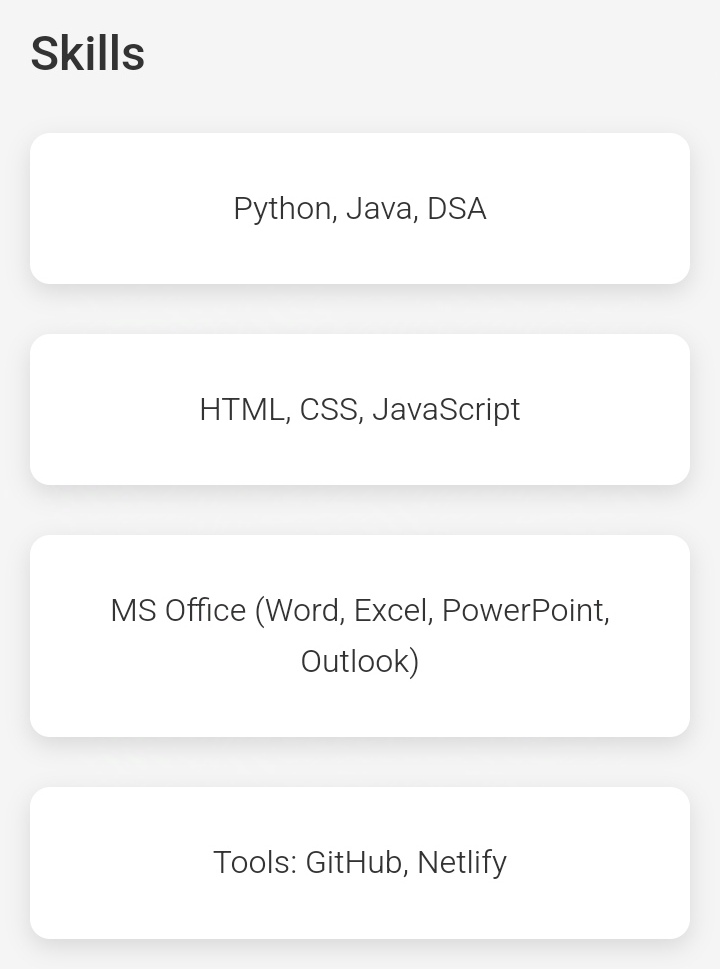 Skills
Python, Java, DSA
HTML, CSS, JavaScript
MS Office (Word, Excel, PowerPoint,
Outlook)
Tools: GitHub, Netlify